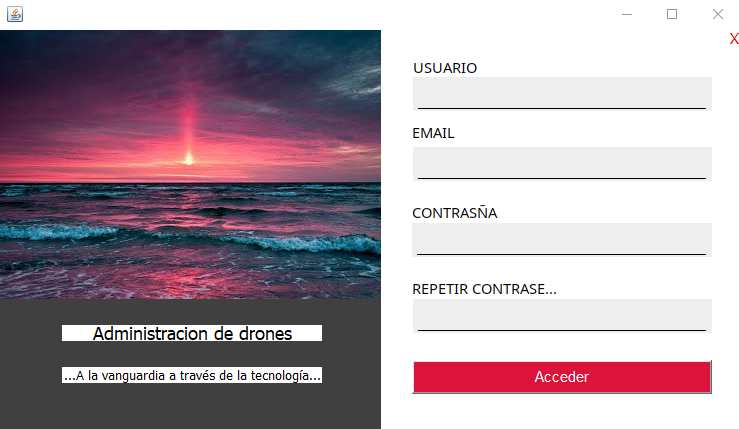 X
USUARIO
EMAIL
CONTRASÑA
REPETIR CONTRASE...
Acceder
Administracion de drones
...A la vanguardia a través de la tecnología...